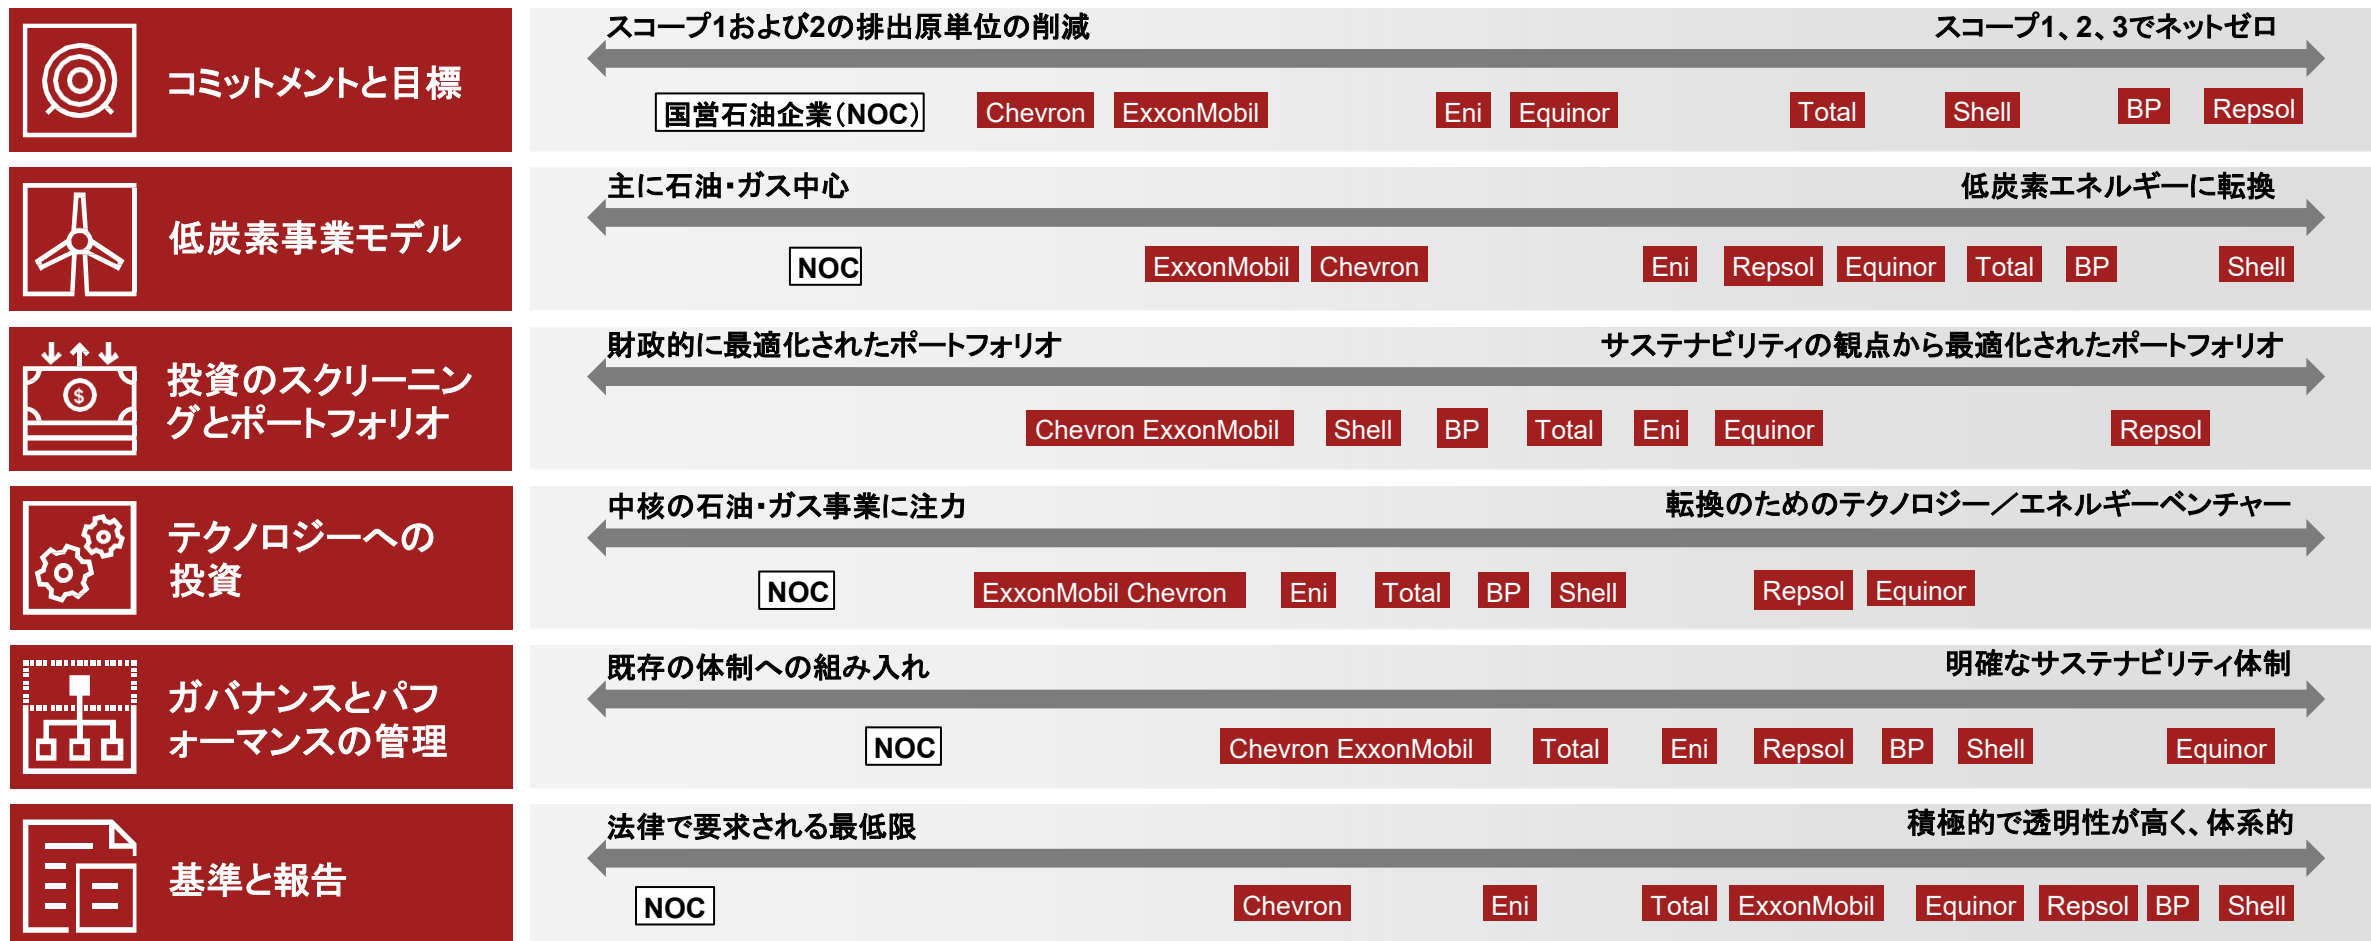 コミットメントと目標
スコープ1および2の排出原単位の削減
スコープ1、2、3でネットゼロ
国営石油企業（NOC） Chevron ExxonMobil Eni Equinor Total Shell BP Repsol
低炭素事業モデル
主に石油・ガス中心
低炭素エネルギーに転換
NOC ExxonMobil Chevron Eni Repsol Equinor Total BP Shell
投資のスクリーニン
グとポートフォリオ
$
財政的に最適化されたポートフォリオ
サステナビリティの観点から最適化されたポートフォリオ
Chevron ExxonMobil Shell BP Total Eni Equinor Repsol
テクノロジーへの
投資
中核の石油・ガス事業に注力
転換のためのテクノロジー／エネルギーベンチャー
NOC ExxonMobil Chevron Eni Total BP Shell Repsol Equinor
ガバナンスとパフ
ォーマンスの管理
既存の体制への組み入れ
明確なサステナビリティ体制
NOC Chevron ExxonMobil Total Eni Repsol BP Shell Equinor
基準と報告
法律で要求される最低限
積極的で透明性が高く、体系的
NOC Chevron Eni Total ExxonMobil Equinor Repsol BP Shell